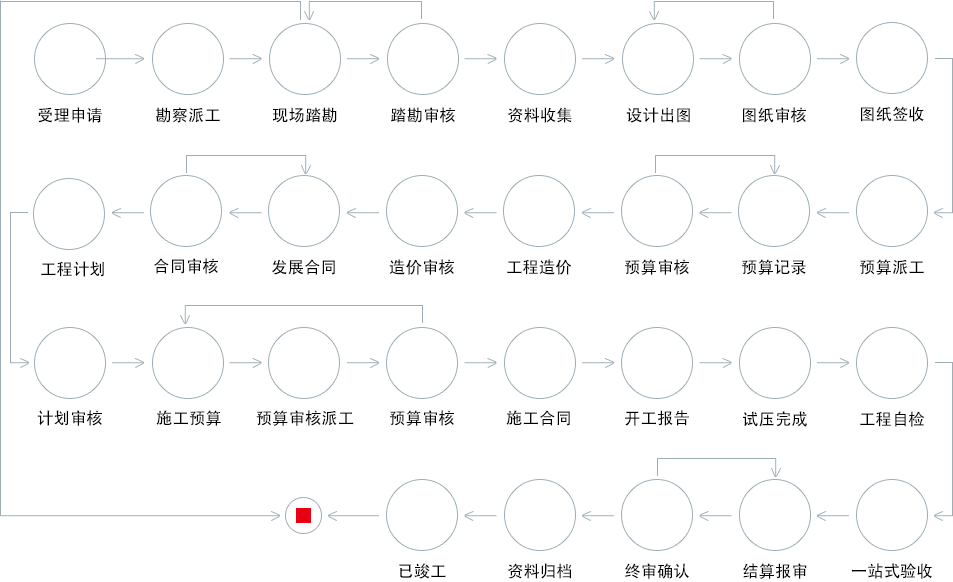 受理申请
勘察派工
现场踏勘
踏勘审核
资料收集
设计出图
图纸审核
图纸签收
工程计划
合同审核
发展合同
造价审核
工程造价
预算审核
预算记录
预算派工
计划审核
施工预算
预算审核派工
预算审核
施工合同
开工报告
试压完成
工程自检
已竣工
资料归档
终审确认
结算报审
一站式验收